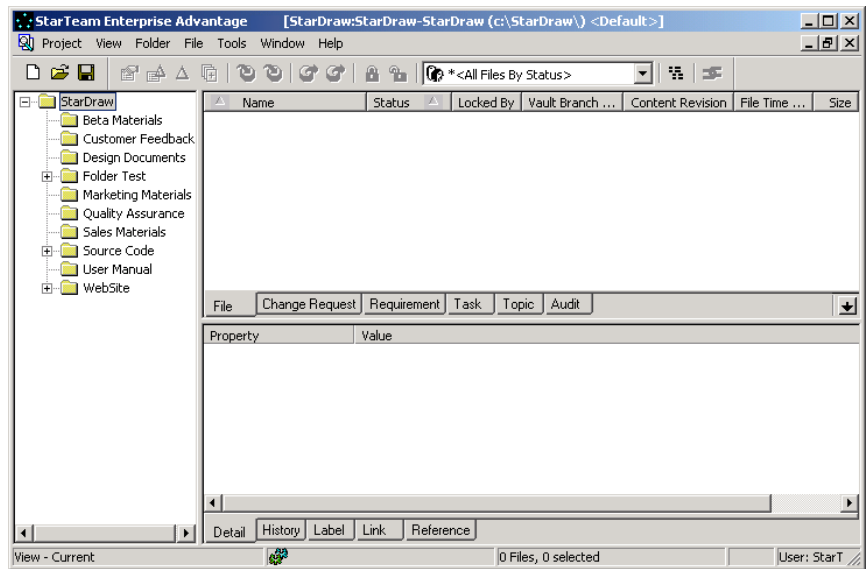 StarTeam Enterprise Advantage [StarDraw:StarDraw-StarDraw (c:\StarDraw\) <Default>]
Project View Folder File Tools Window Help
*<All Files By Status>
StarDraw
Beta Materials
Customer Feedback
Design Documents
Folder Test
Marketing Materials
Quality Assurance
Sales Materials
Source Code
User Manual
WebSite
Name Status Locked By Vault Branch ... Content Revision File Time ... Size
File Change Request Requirement Task Topic Audit
Property Value
Detail History Label Link Reference
View - Current 0 Files, 0 selected User: StarT